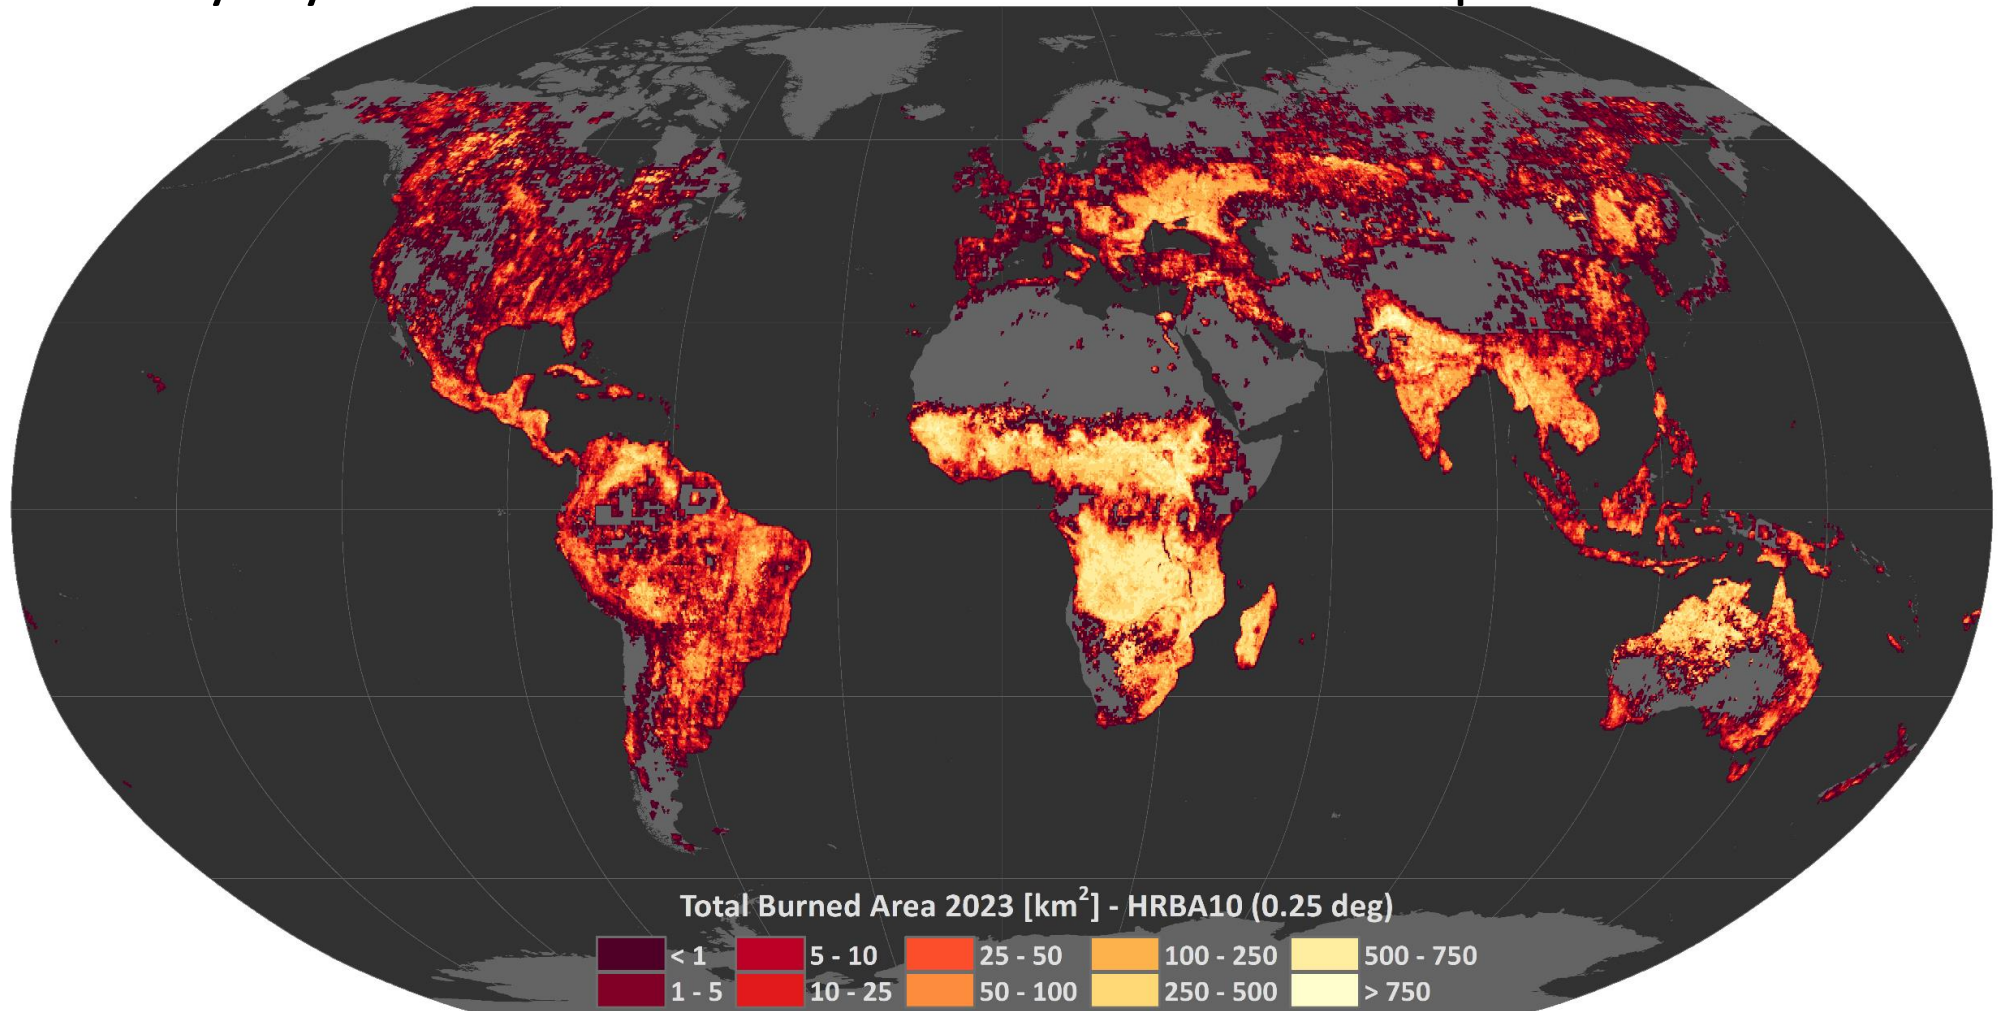 Total Burned Area 2023 [km²] - HRBA10 (0.25 deg)
< 1 5 - 10 25 - 50 100 - 250 500 - 750
1 - 5 10 - 25 50 - 100 250 - 500 > 750